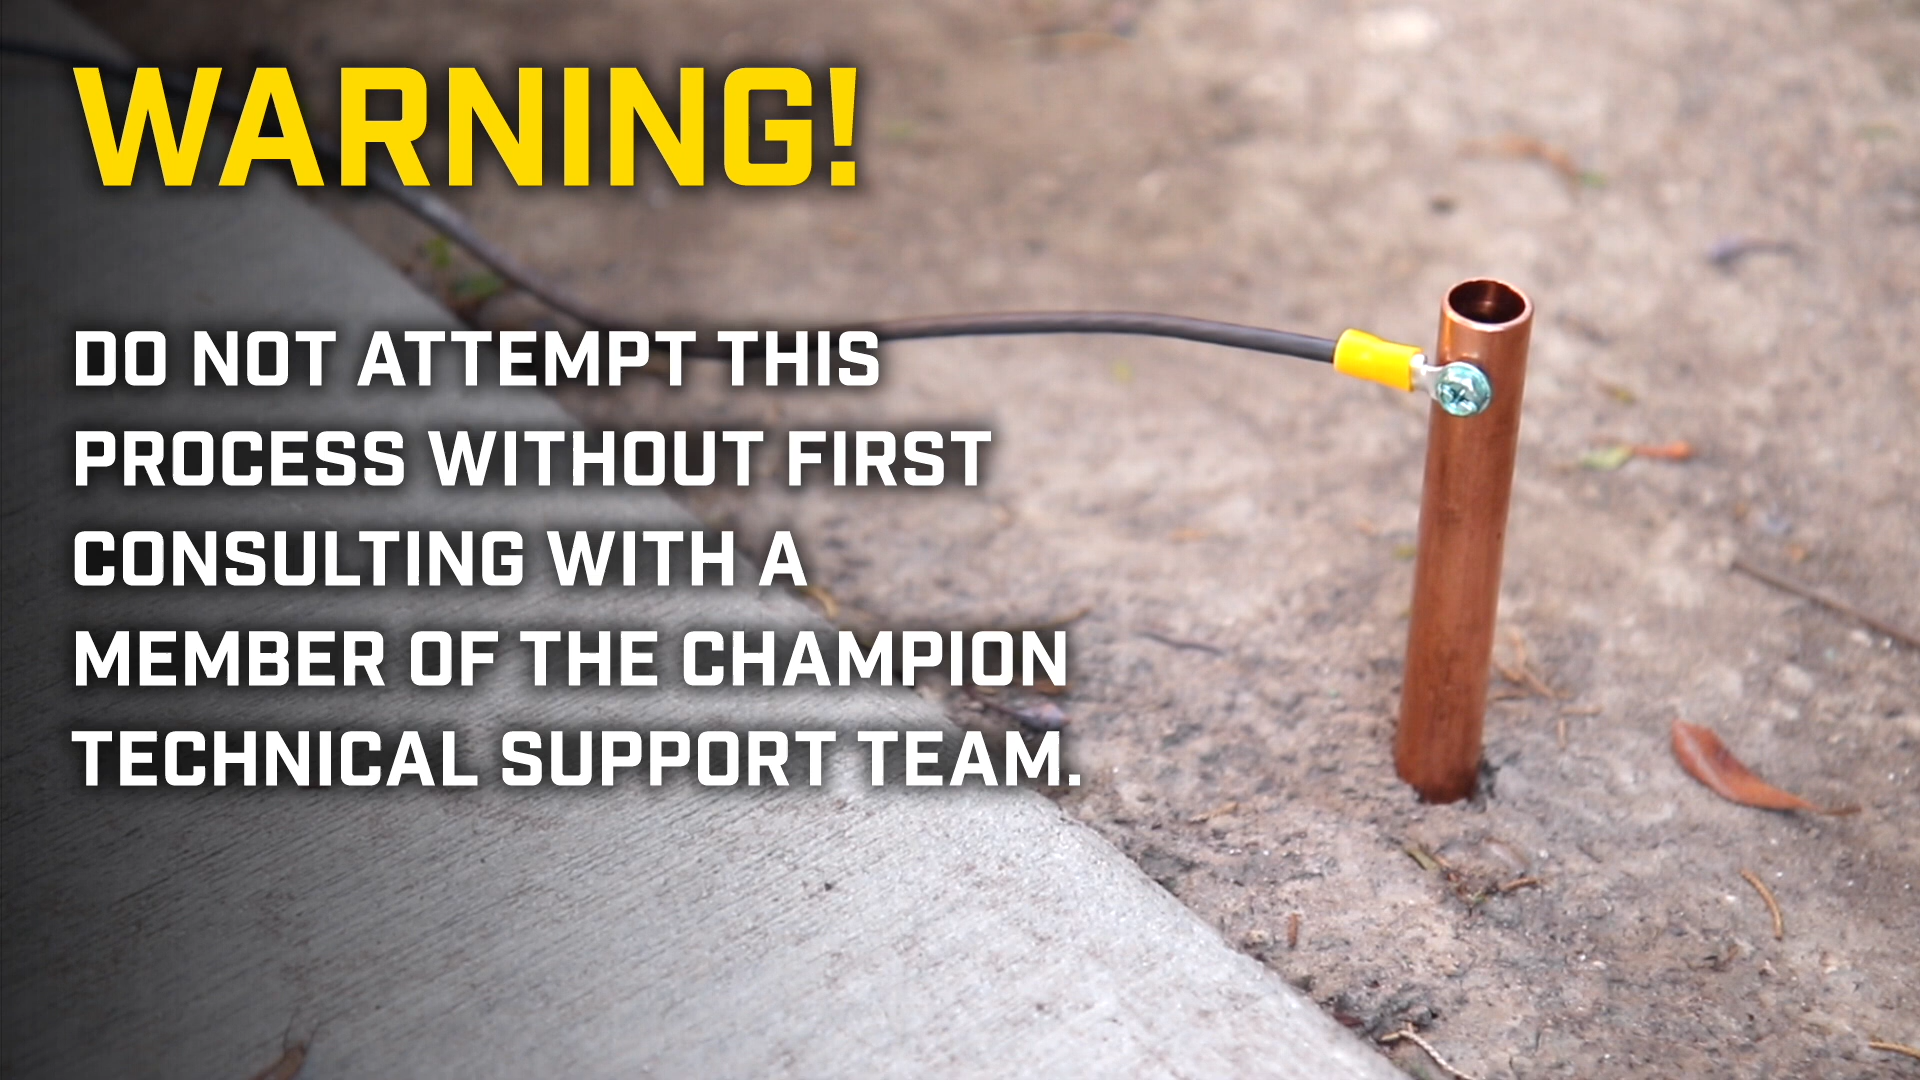 WARNING!
DO NOT ATTEMPT THIS
PROCESS WITHOUT FIRST
CONSULTING WITH A
MEMBER OF THE CHAMPION
TECHNICAL SUPPORT TEAM.